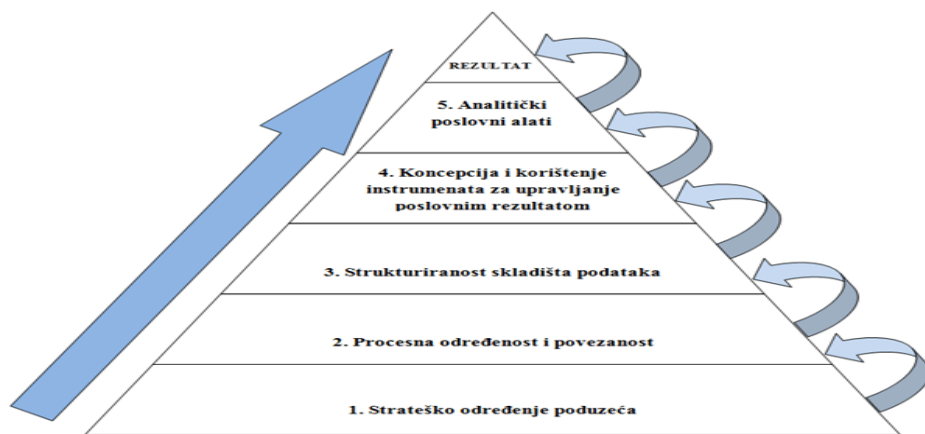 REZULTAT
5. Analitički
poslovni alati
4. Koncepcija i korištenje
instrumenata za upravljanje
poslovnim rezultatom
3. Strukturiranost skladišta podataka
2. Procesna određenost i povezanost
1. Strateško određenje poduzeća